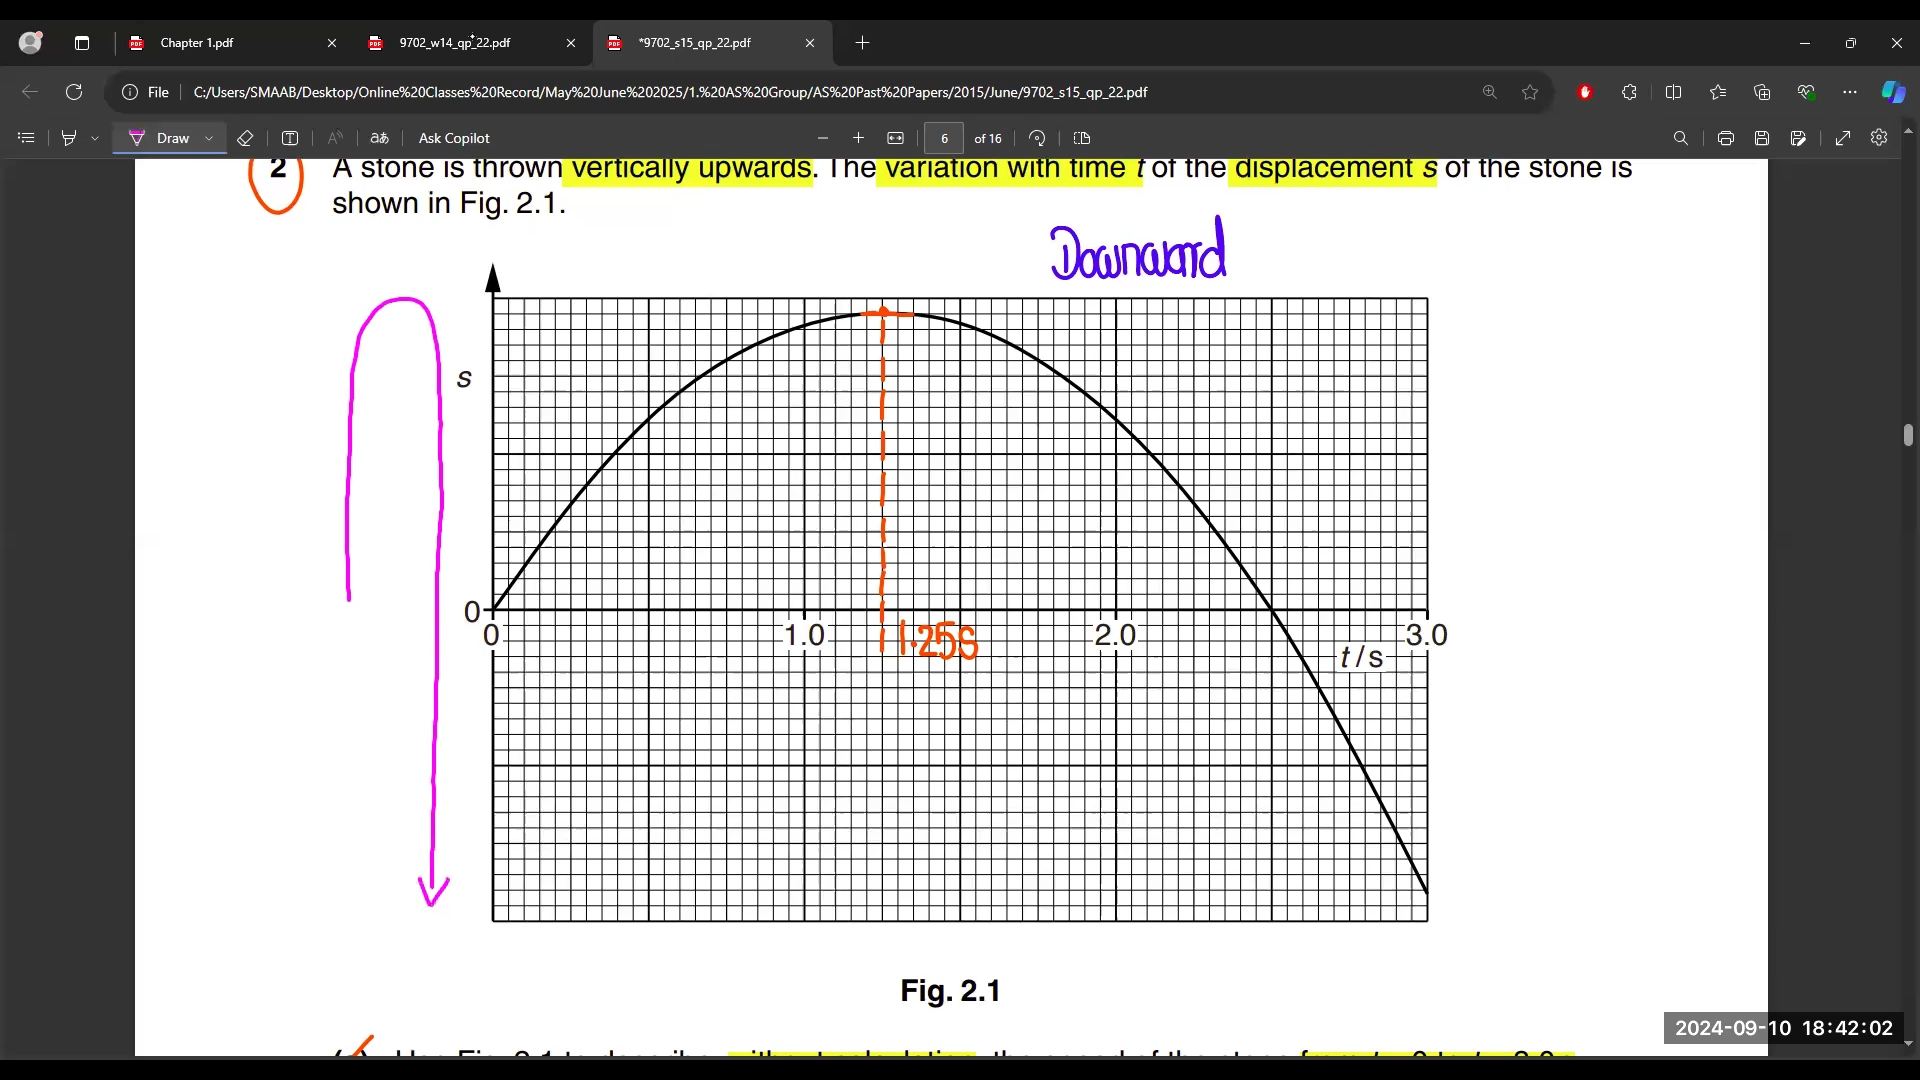 Chapter 1.pdf
9702_w14_qp_22.pdf
*9702_s15_qp_22.pdf
File
C:/Users/SMAAB/Desktop/Online%20Classes%20Record/May%20June%202025/1.%20AS%20Group/AS%20Past%20Papers/2015/June/9702_s15_qp_22.pdf
Draw
aあ
Ask Copilot
6 of 16
2 A stone is thrown vertically upwards. The variation with time t of the displacement s of the stone is
shown in Fig. 2.1.
Downward
s
0
0 1.0 2.0 3.0
1.25s
t / s
Fig. 2.1
2024-09-10 18:42:02